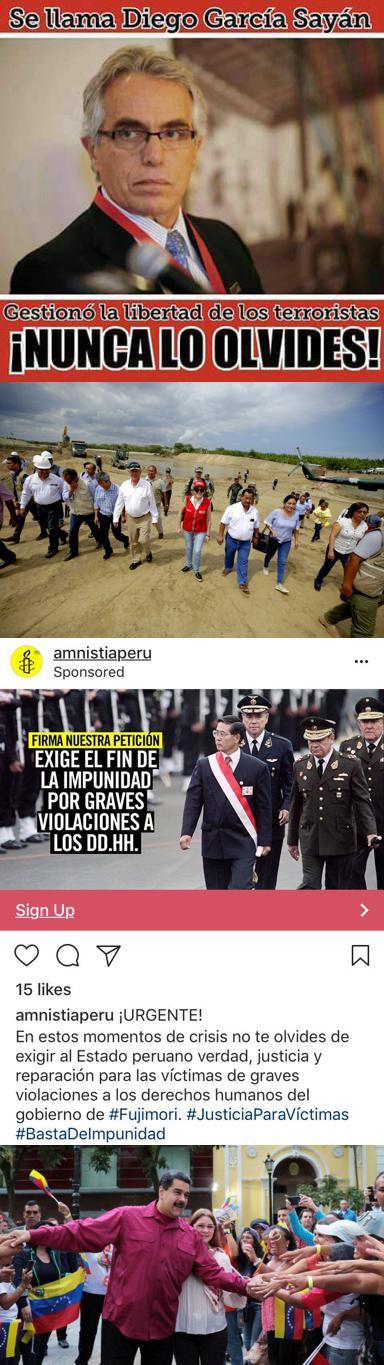 Se llama Diego García Sayán
Gestionó la libertad de los terroristas
¡NUNCA LO OLVIDES!
amnistiaperu
Sponsored
FIRMA NUESTRA PETICIÓN
EXIGE EL FIN DE
LA IMPUNIDAD
POR GRAVES
VIOLACIONES A
LOS DD.HH.
Sign Up
15 likes
amnistiaperu ¡URGENTE!
En estos momentos de crisis no te olvides de
exigir al Estado peruano verdad, justicia y
reparación para las víctimas de graves
violaciones a los derechos humanos del
gobierno de #Fujimori. #JusticiaParaVíctimas
#BastaDeImpunidad